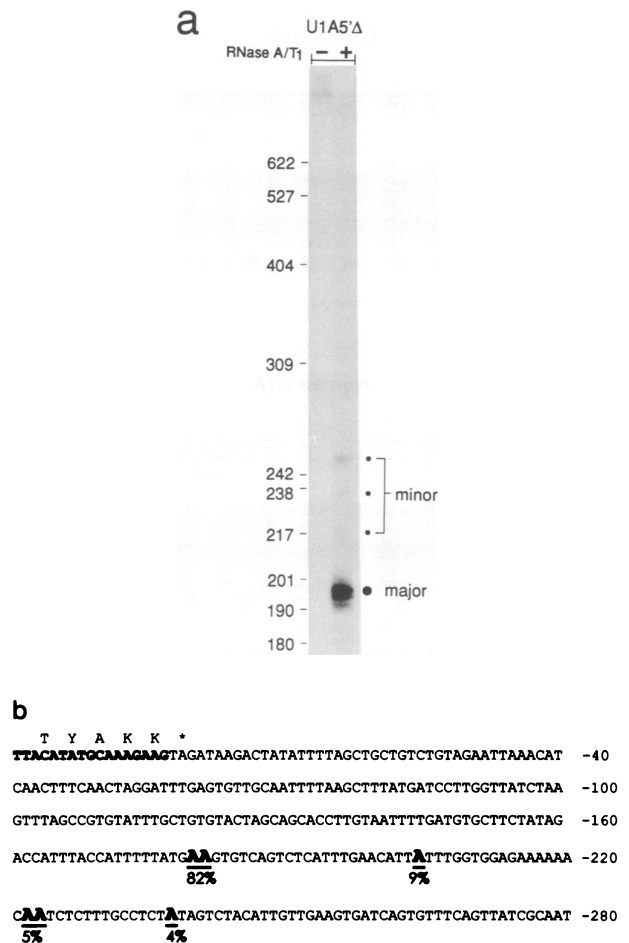 a
U1A5'Δ
RNase A/T1 − +
622
527
404
309
242
238 minor
217
201
major
190
180
b
T Y A K K *
TTACATATGCAAAGAAGTAGATAAGACTATATTTTAGCTGCTGTCTGTAGAATTAAACAT -40
CAACTTTCAACTAGGATTTGAGTGTTGCAATTTTAAGCTTTATGATCCTTGGTTATCTAA -100
GTTTAGCCGTGTATTTGCTGTGTACTAGCAGCACCTTGTAATTTTGATGTGCTTCTATAG -160
ACCATTTACCATTTTTATGAAGTGTCAGTCTCATTTGAACATTATTTGGTGGAGAAAAAA -220
82% 9%
CAATCTCTTTGCCTCTATAGTCTACATTGTTGAAGTGATCAGTGTTTCAGTTATCGCAAT -280
5% 4%